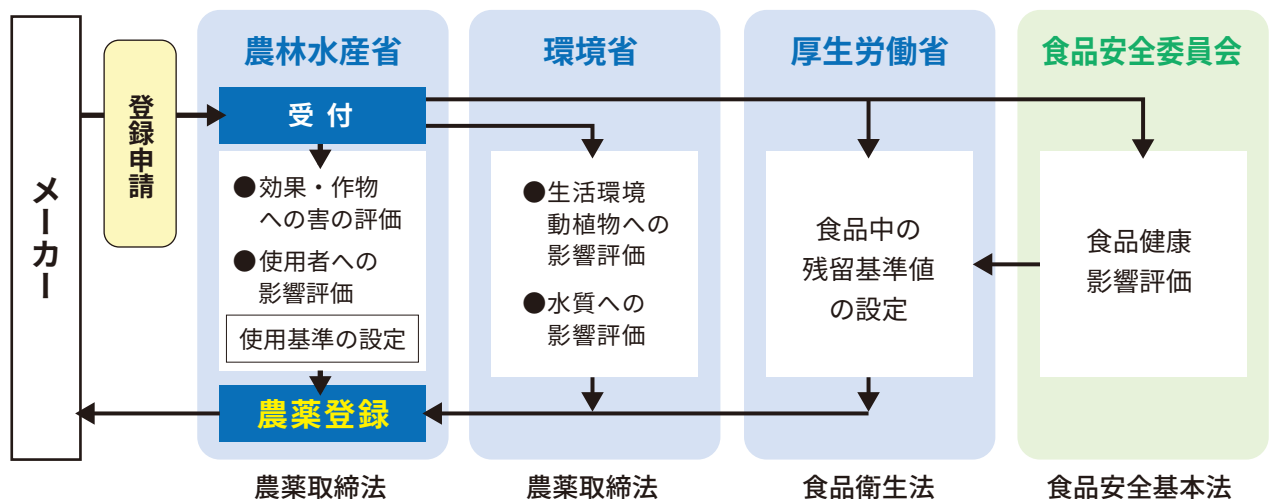 メーカー
登録申請
農林水産省
受付
●効果・作物
への害の評価
●使用者への
影響評価
使用基準の設定
農薬登録
農薬取締法
環境省
●生活環境
動植物への
影響評価
●水質への
影響評価
農薬取締法
厚生労働省
食品中の
残留基準値
の設定
食品衛生法
食品安全委員会
食品健康
影響評価
食品安全基本法